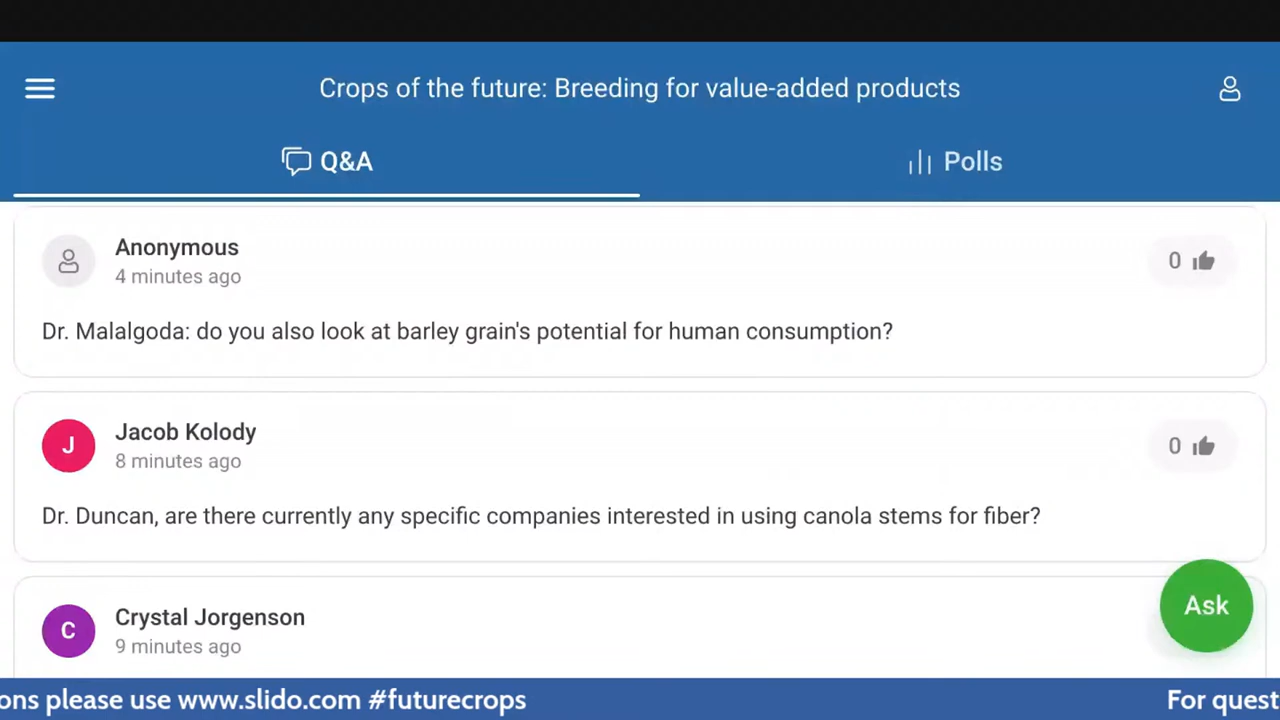 Crops of the future: Breeding for value-added products
Q&A
Polls
Anonymous
4 minutes ago
0
Dr. Malalgoda: do you also look at barley grain's potential for human consumption?
J
Jacob Kolody
8 minutes ago
0
Dr. Duncan, are there currently any specific companies interested in using canola stems for fiber?
C
Crystal Jorgenson
9 minutes ago
Ask
ons please use www.slido.com #futurecrops
For quest